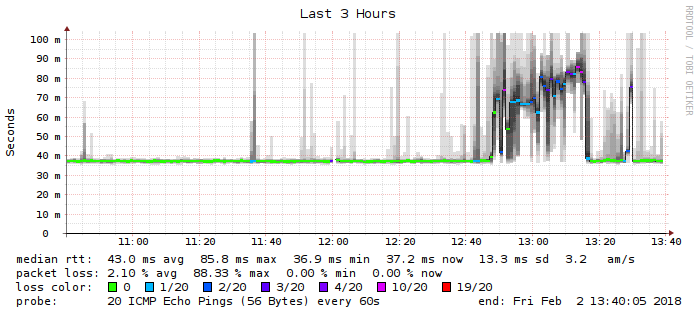 Last 3 Hours
RRDTOOL / TOBI OETIKER
Seconds
100 m
90 m
80 m
70 m
60 m
50 m
40 m
30 m
20 m
10 m
0
11:00 11:20 11:40 12:00 12:20 12:40 13:00 13:20 13:40
median rtt: 43.0 ms avg 85.8 ms max 36.9 ms min 37.2 ms now 13.3 ms sd 3.2 am/s
packet loss: 2.10 % avg 88.33 % max 0.00 % min 0.00 % now
loss color: 0 1/20 2/20 3/20 4/20 10/20 19/20
probe: 20 ICMP Echo Pings (56 Bytes) every 60s end: Fri Feb 2 13:40:05 2018